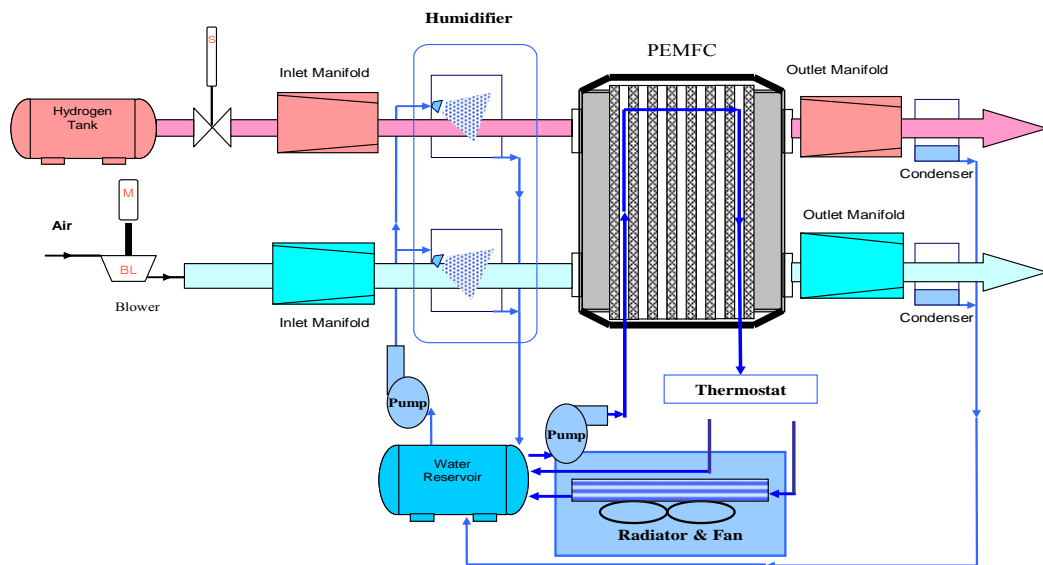 Humidifier
PEMFC
S
Inlet Manifold
Outlet Manifold
Hydrogen
Tank
Condenser
M
Air
Outlet Manifold
BL
Blower
Inlet Manifold
Condenser
Thermostat
Pump
Pump
Water
Reservoir
Radiator & Fan